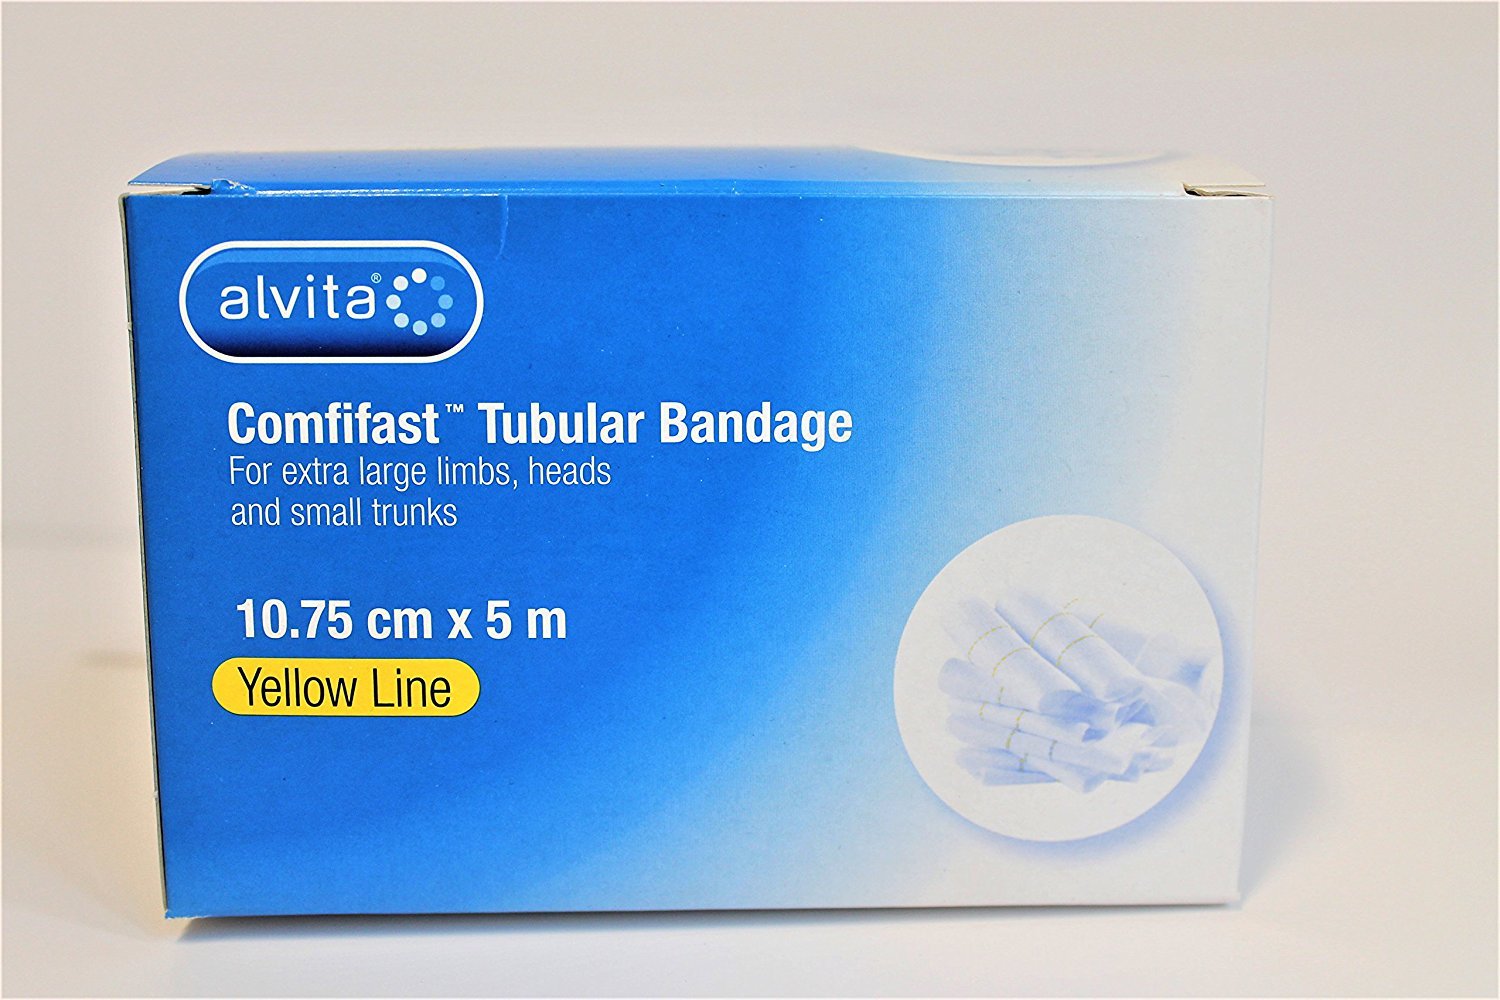 alvita®
Comfifast™ Tubular Bandage
For extra large limbs, heads
and small trunks
10.75 cm x 5 m
Yellow Line